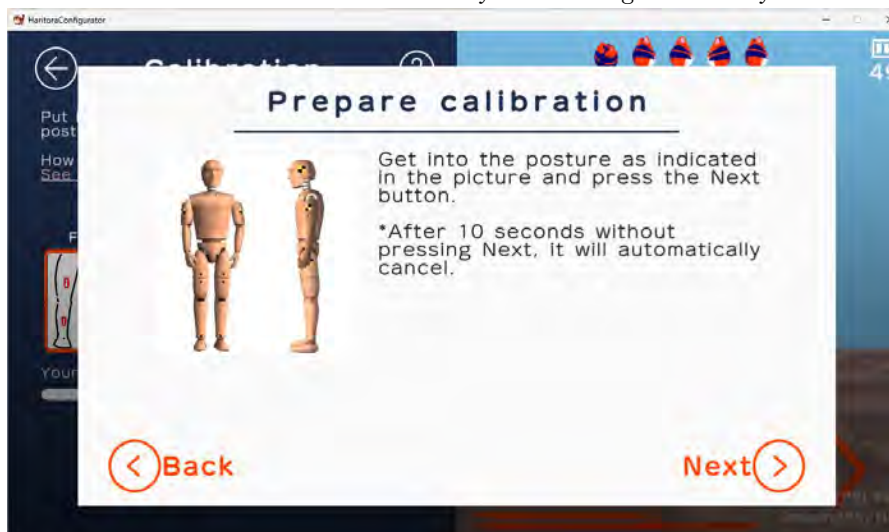 HaritoraConfigurator
Calibration
?
49
Put
post
How
See
F
Your
Prepare calibration
Get into the posture as indicated
in the picture and press the Next
button.
*After 10 seconds without
pressing Next, it will automatically
cancel.
Back
Next